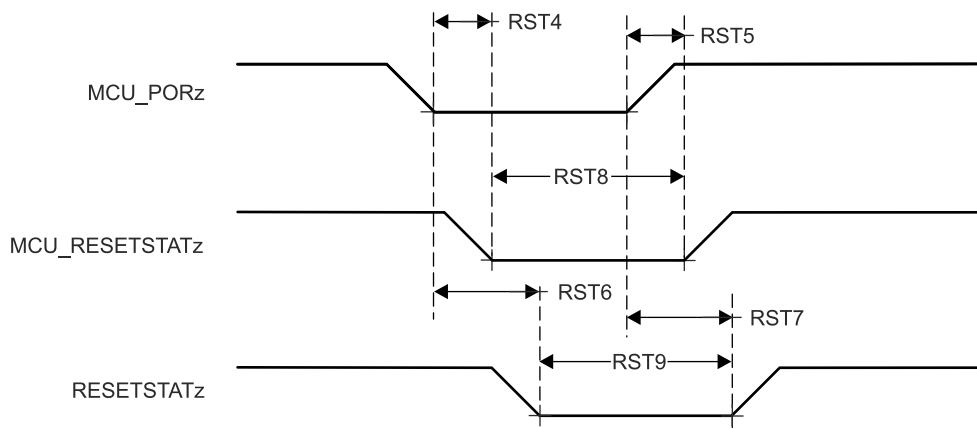 RST4
RST5
MCU_PORz
RST8
MCU_RESETSTATz
RST6
RST7
RST9
RESETSTATz